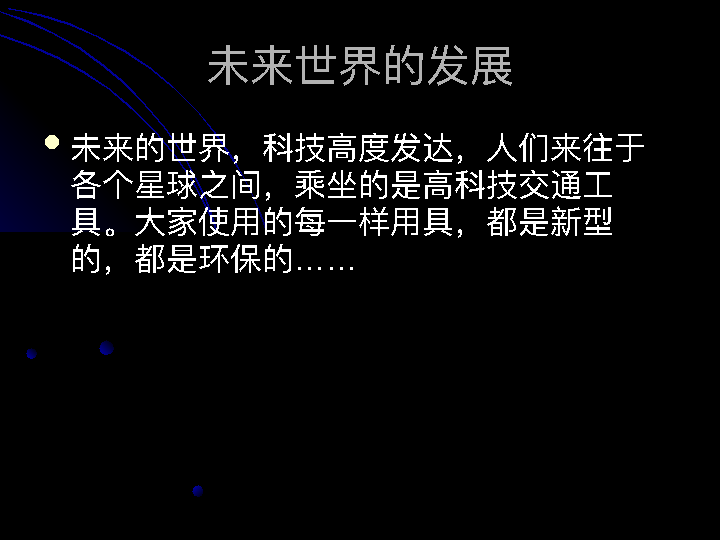 未来世界的发展
未来的世界，科技高度发达，人们来往于
各个星球之间，乘坐的是高科技交通工
具。大家使用的每一样用具，都是新型
的，都是环保的……